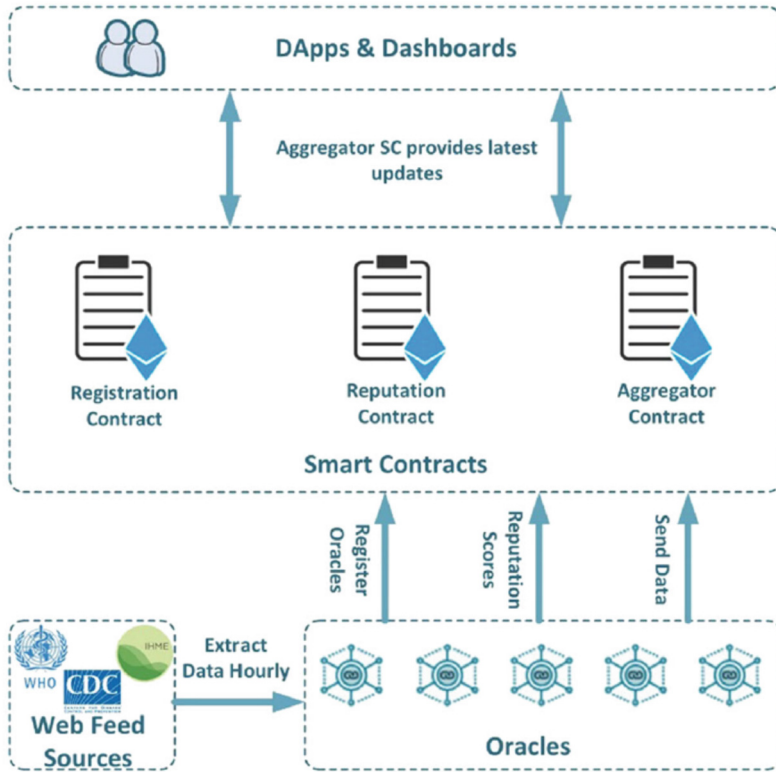 DApps & Dashboards
Aggregator SC provides latest
updates
Registration
Contract
Reputation
Contract
Aggregator
Contract
Smart Contracts
Register
Oracles
Reputation
Scores
Send Data
WHO
IHME
CDC
Web Feed
Sources
Extract
Data Hourly
Oracles